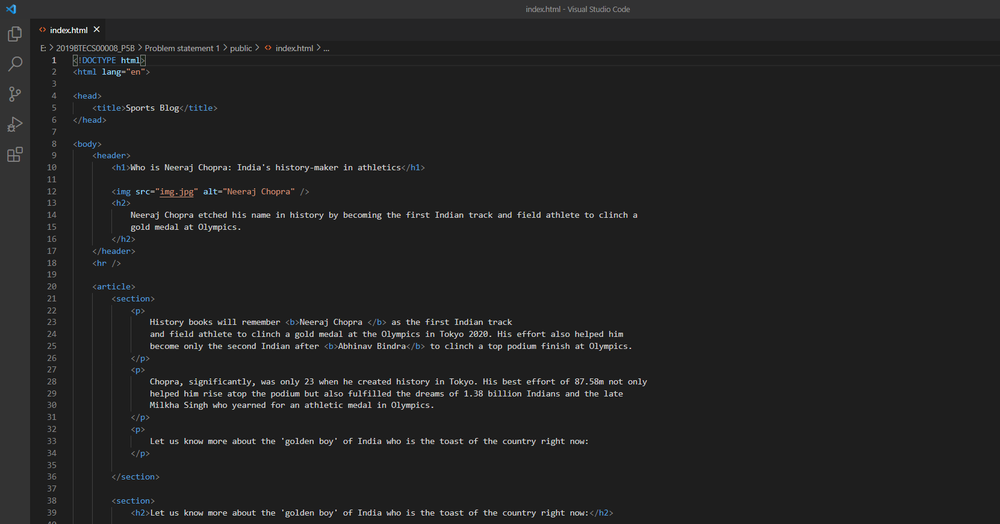 index.html - Visual Studio Code
index.html
E: > 2019BTECS00008_P5B > Problem statement 1 > public > index.html > ...
1 <!DOCTYPE html>
2 <html lang="en">
3
4 <head>
5 <title>Sports Blog</title>
6 </head>
7
8 <body>
9 <header>
10 <h1>Who is Neeraj Chopra: India's history-maker in athletics</h1>
11
12 <img src="img.jpg" alt="Neeraj Chopra" />
13 <h2>
14 Neeraj Chopra etched his name in history by becoming the first Indian track and field athlete to clinch a
15 gold medal at Olympics.
16 </h2>
17 </header>
18 <hr />
19
20 <article>
21 <section>
22 <p>
23 History books will remember <b>Neeraj Chopra </b> as the first Indian track
24 and field athlete to clinch a gold medal at the Olympics in Tokyo 2020. His effort also helped him
25 become only the second Indian after <b>Abhinav Bindra</b> to clinch a top podium finish at Olympics.
26 </p>
27 <p>
28 Chopra, significantly, was only 23 when he created history in Tokyo. His best effort of 87.58m not only
29 helped him rise atop the podium but also fulfilled the dreams of 1.38 billion Indians and the late
30 Milkha Singh who yearned for an athletic medal in Olympics.
31 </p>
32 <p>
33 Let us know more about the 'golden boy' of India who is the toast of the country right now:
34 </p>
35
36 </section>
37
38 <section>
39 <h2>Let us know more about the 'golden boy' of India who is the toast of the country right now:</h2>